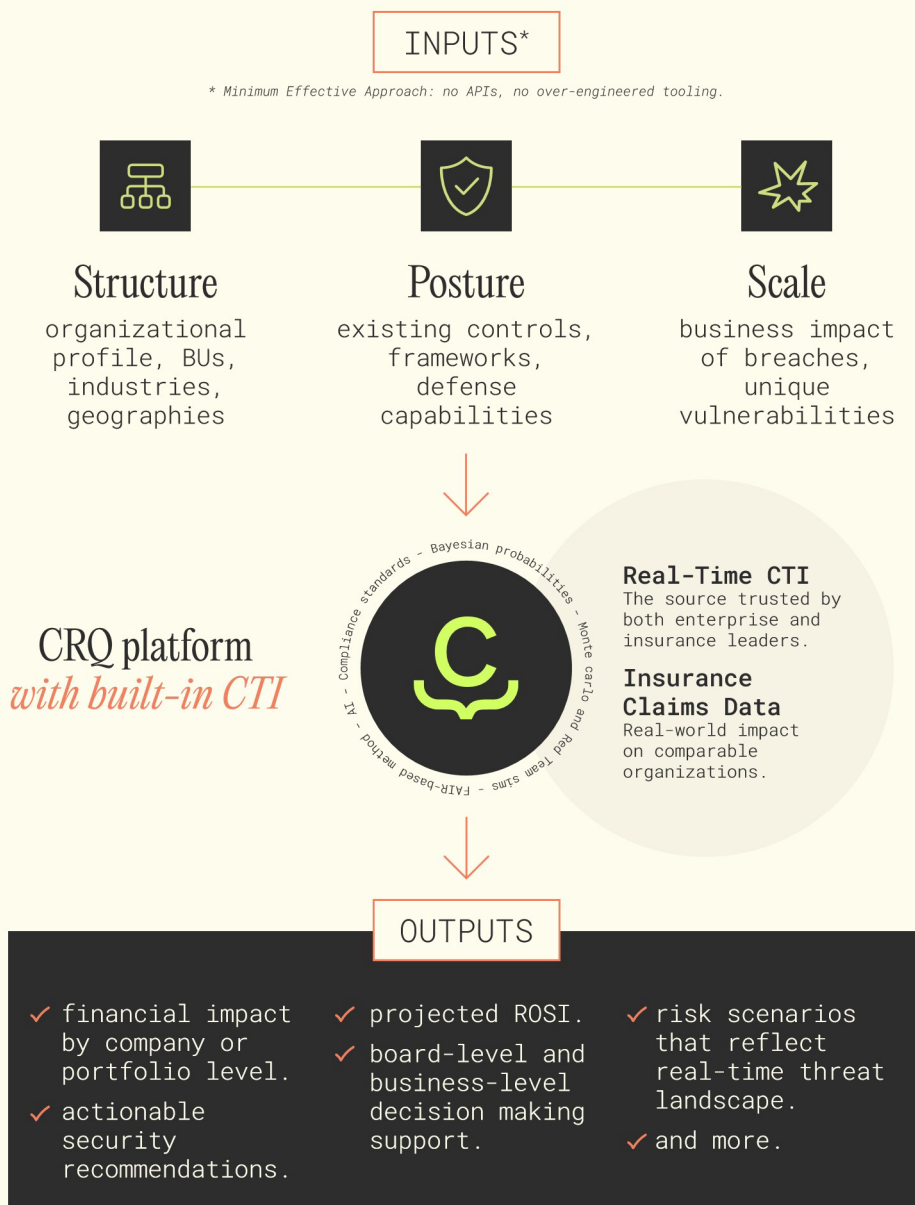 INPUTS*
* Minimum Effective Approach: no APIs, no over-engineered tooling.
Structure
organizational
profile, BUs,
industries,
geographies
Posture
existing controls,
frameworks,
defense
capabilities
Scale
business impact
of breaches,
unique
vulnerabilities
CRQ platform
with built-in CTI
AI - Compliance standards - Bayesian probabilities - Monte carlo and Red Team sims - FAIR-based method -
C
Real-Time CTI
The source trusted by
both enterprise and
insurance leaders.
Insurance
Claims Data
Real-world impact
on comparable
organizations.
OUTPUTS
financial impact
by company or
portfolio level.
actionable
security
recommendations.
projected ROSI.
board-level and
business-level
decision making
support.
risk scenarios
that reflect
real-time threat
landscape.
and more.